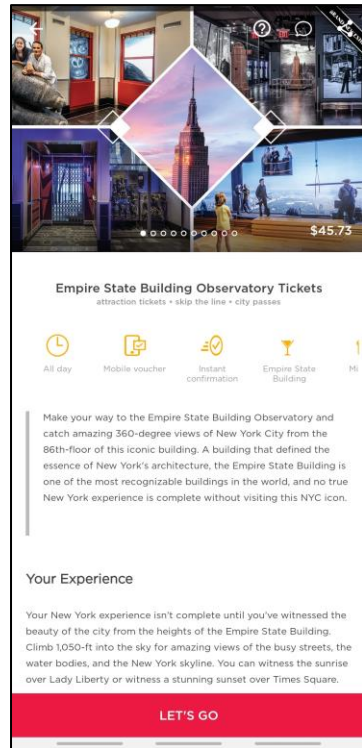 $45.73
Empire State Building Observatory Tickets
attraction tickets • skip the line • city passes
All day
Mobile voucher
Instant
confirmation
Empire State
Building
Mi
Make your way to the Empire State Building Observatory and
catch amazing 360-degree views of New York City from the
86th-floor of this iconic building. A building that defined the
essence of New York's architecture, the Empire State Building is
one of the most recognizable buildings in the world, and no true
New York experience is complete without visiting this NYC icon.
Your Experience
Your New York experience isn't complete until you've witnessed the
beauty of the city from the heights of the Empire State Building.
Climb 1,050-ft into the sky for amazing views of the busy streets, the
water bodies, and the New York skyline. You can witness the sunrise
over Lady Liberty or witness a stunning sunset over Times Square.
LET'S GO